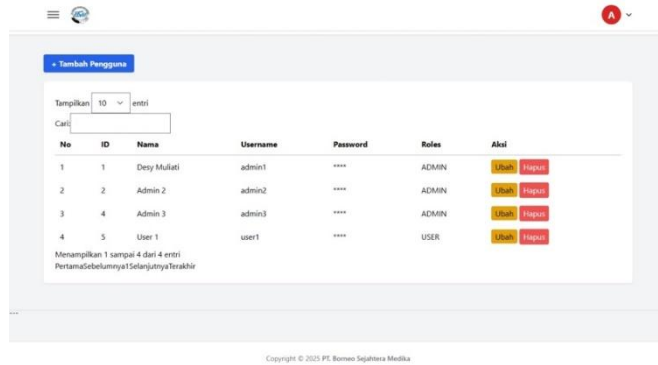 A
+ Tambah Pengguna
Tampilkan 10 entri
Cari:
No ID Nama Username Password Roles Aksi
1 1 Desy Muliati admin1 **** ADMIN Ubah Hapus
2 2 Admin 2 admin2 **** ADMIN Ubah Hapus
3 4 Admin 3 admin3 **** ADMIN Ubah Hapus
4 5 User 1 user1 **** USER Ubah Hapus
Menampilkan 1 sampai 4 dari 4 entri
PertamaSebelumnya1SelanjutnyaTerakhir
...
Copyright © 2025 PT. Borneo Sejahtera Medika